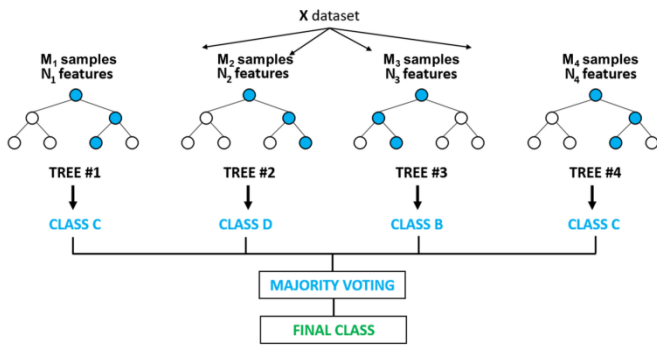 X dataset
M1 samples
N1 features
M2 samples
N2 features
M3 samples
N3 features
M4 samples
N4 features
TREE #1
TREE #2
TREE #3
TREE #4
CLASS C
CLASS D
CLASS B
CLASS C
MAJORITY VOTING
FINAL CLASS